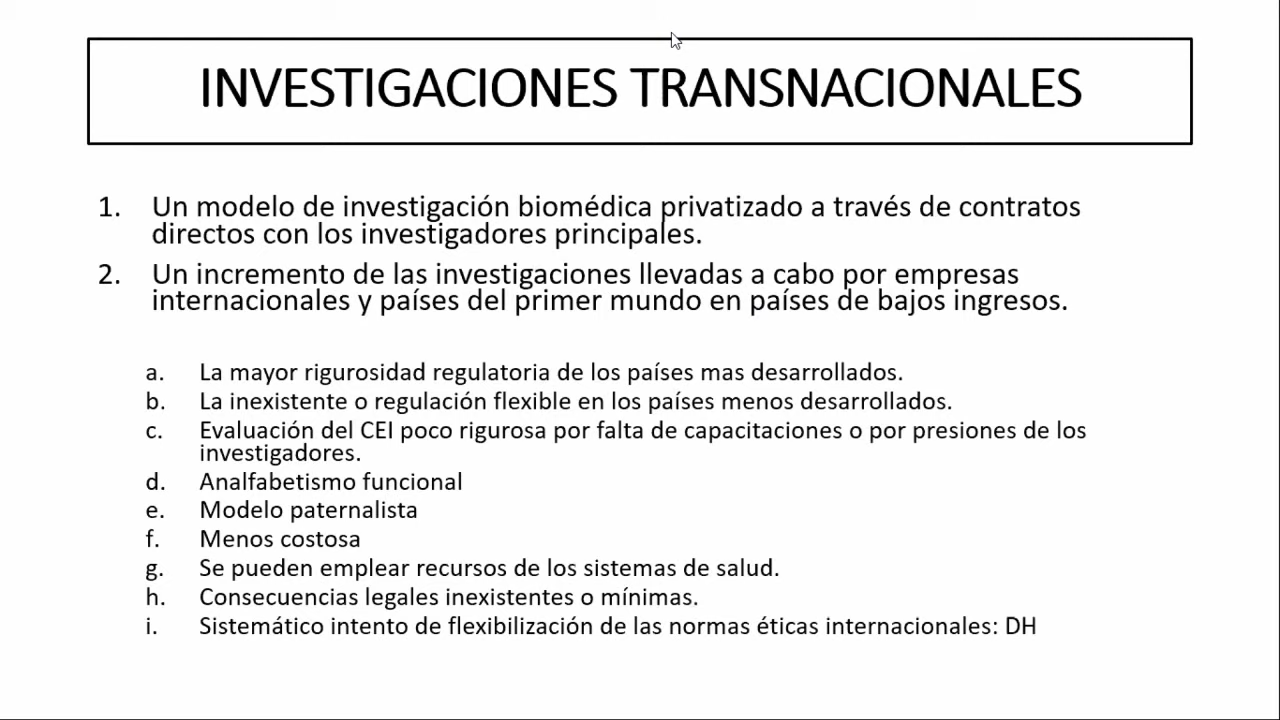 INVESTIGACIONES TRANSNACIONALES
1. Un modelo de investigación biomédica privatizado a través de contratos
directos con los investigadores principales.
2. Un incremento de las investigaciones llevadas a cabo por empresas
internacionales y países del primer mundo en países de bajos ingresos.
a. La mayor rigurosidad regulatoria de los países mas desarrollados.
b. La inexistente o regulación flexible en los países menos desarrollados.
c. Evaluación del CEI poco rigurosa por falta de capacitaciones o por presiones de los
investigadores.
d. Analfabetismo funcional
e. Modelo paternalista
f. Menos costosa
g. Se pueden emplear recursos de los sistemas de salud.
h. Consecuencias legales inexistentes o mínimas.
i. Sistemático intento de flexibilización de las normas éticas internacionales: DH